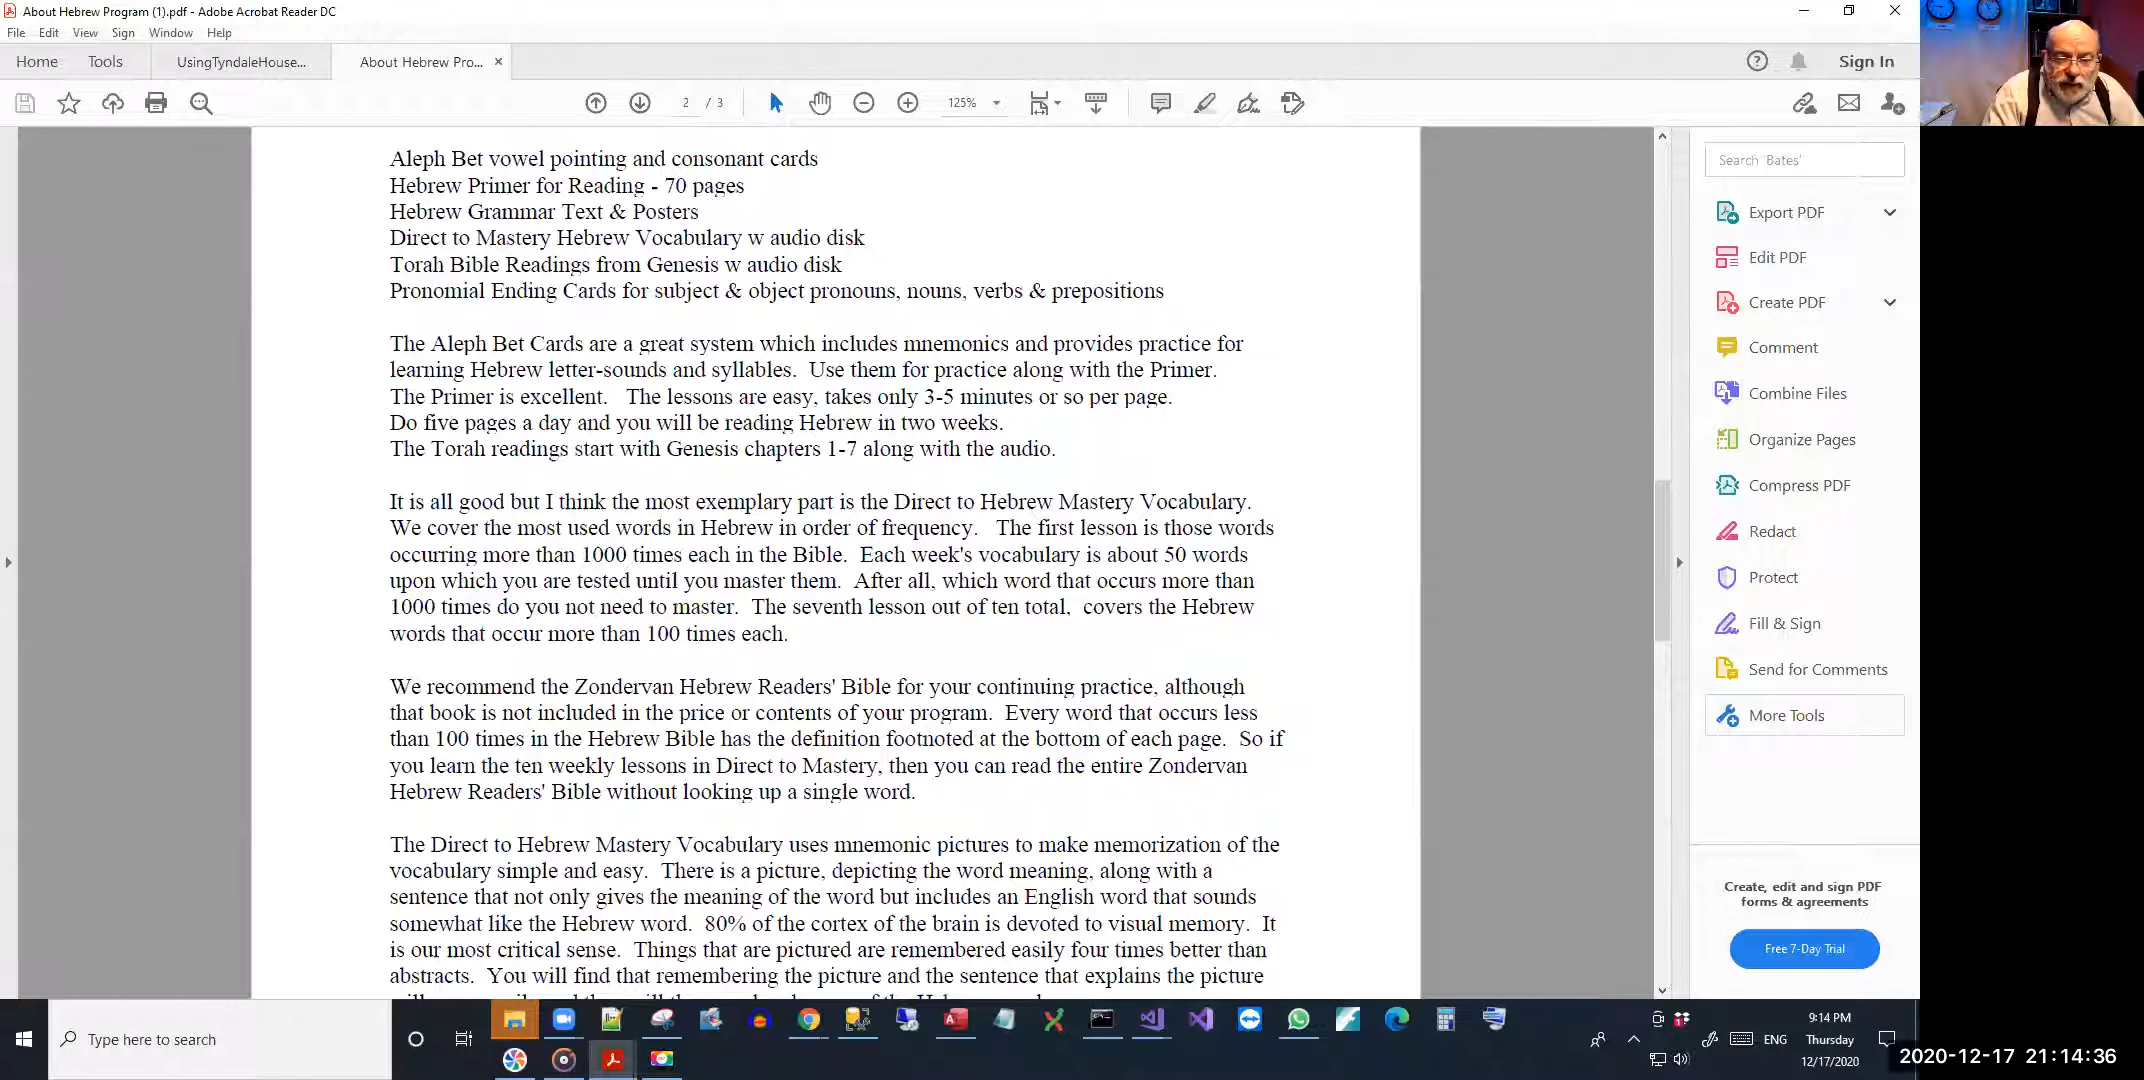 About Hebrew Program (1).pdf - Adobe Acrobat Reader DC
File Edit View Sign Window Help
Home Tools UsingTyndaleHouse... About Hebrew Pro... × Sign In
2 / 3 125%
Aleph Bet vowel pointing and consonant cards
Hebrew Primer for Reading - 70 pages
Hebrew Grammar Text & Posters
Direct to Mastery Hebrew Vocabulary w audio disk
Torah Bible Readings from Genesis w audio disk
Pronomial Ending Cards for subject & object pronouns, nouns, verbs & prepositions
The Aleph Bet Cards are a great system which includes mnemonics and provides practice for
learning Hebrew letter-sounds and syllables. Use them for practice along with the Primer.
The Primer is excellent. The lessons are easy, takes only 3-5 minutes or so per page.
Do five pages a day and you will be reading Hebrew in two weeks.
The Torah readings start with Genesis chapters 1-7 along with the audio.
It is all good but I think the most exemplary part is the Direct to Hebrew Mastery Vocabulary.
We cover the most used words in Hebrew in order of frequency. The first lesson is those words
occurring more than 1000 times each in the Bible. Each week's vocabulary is about 50 words
upon which you are tested until you master them. After all, which word that occurs more than
1000 times do you not need to master. The seventh lesson out of ten total, covers the Hebrew
words that occur more than 100 times each.
We recommend the Zondervan Hebrew Readers' Bible for your continuing practice, although
that book is not included in the price or contents of your program. Every word that occurs less
than 100 times in the Hebrew Bible has the definition footnoted at the bottom of each page. So if
you learn the ten weekly lessons in Direct to Mastery, then you can read the entire Zondervan
Hebrew Readers' Bible without looking up a single word.
The Direct to Hebrew Mastery Vocabulary uses mnemonic pictures to make memorization of the
vocabulary simple and easy. There is a picture, depicting the word meaning, along with a
sentence that not only gives the meaning of the word but includes an English word that sounds
somewhat like the Hebrew word. 80% of the cortex of the brain is devoted to visual memory. It
is our most critical sense. Things that are pictured are remembered easily four times better than
abstracts. You will find that remembering the picture and the sentence that explains the picture
Search 'Bates'
Export PDF
Edit PDF
Create PDF
Comment
Combine Files
Organize Pages
Compress PDF
Redact
Protect
Fill & Sign
Send for Comments
More Tools
Create, edit and sign PDF
forms & agreements
Free 7-Day Trial
Type here to search
ENG
9:14 PM
Thursday
12/17/2020
2020-12-17 21:14:36